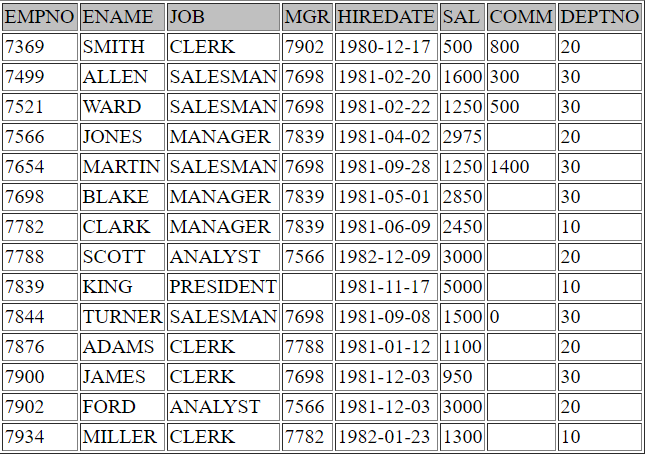 EMPNO ENAME JOB MGR HIREDATE SAL COMM DEPTNO
7369 SMITH CLERK 7902 1980-12-17 500 800 20
7499 ALLEN SALESMAN 7698 1981-02-20 1600 300 30
7521 WARD SALESMAN 7698 1981-02-22 1250 500 30
7566 JONES MANAGER 7839 1981-04-02 2975 20
7654 MARTIN SALESMAN 7698 1981-09-28 1250 1400 30
7698 BLAKE MANAGER 7839 1981-05-01 2850 30
7782 CLARK MANAGER 7839 1981-06-09 2450 10
7788 SCOTT ANALYST 7566 1982-12-09 3000 20
7839 KING PRESIDENT 1981-11-17 5000 10
7844 TURNER SALESMAN 7698 1981-09-08 1500 0 30
7876 ADAMS CLERK 7788 1981-01-12 1100 20
7900 JAMES CLERK 7698 1981-12-03 950 30
7902 FORD ANALYST 7566 1981-12-03 3000 20
7934 MILLER CLERK 7782 1982-01-23 1300 10